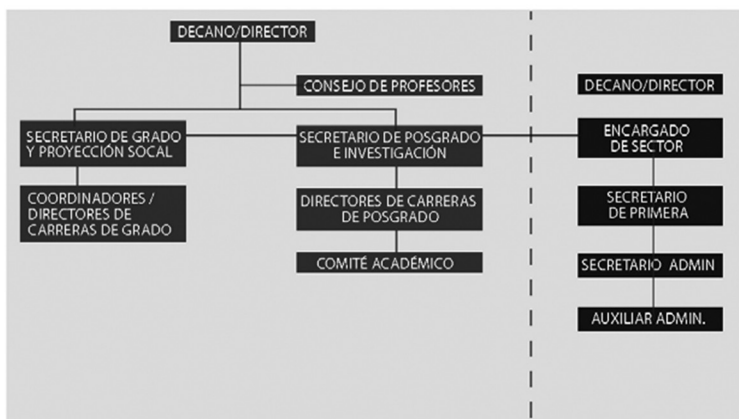 DECANO/DIRECTOR
CONSEJO DE PROFESORES
SECRETARIO DE GRADO
Y PROYECCIÓN SOCAL
SECRETARIO DE POSGRADO
E INVESTIGACIÓN
COORDINADORES /
DIRECTORES DE
CARRERAS DE GRADO
DIRECTORES DE CARRERAS
DE POSGRADO
COMITÉ ACADÉMICO
DECANO/DIRECTOR
ENCARGADO
DE SECTOR
SECRETARIO
DE PRIMERA
SECRETARIO ADMIN
AUXILIAR ADMIN.